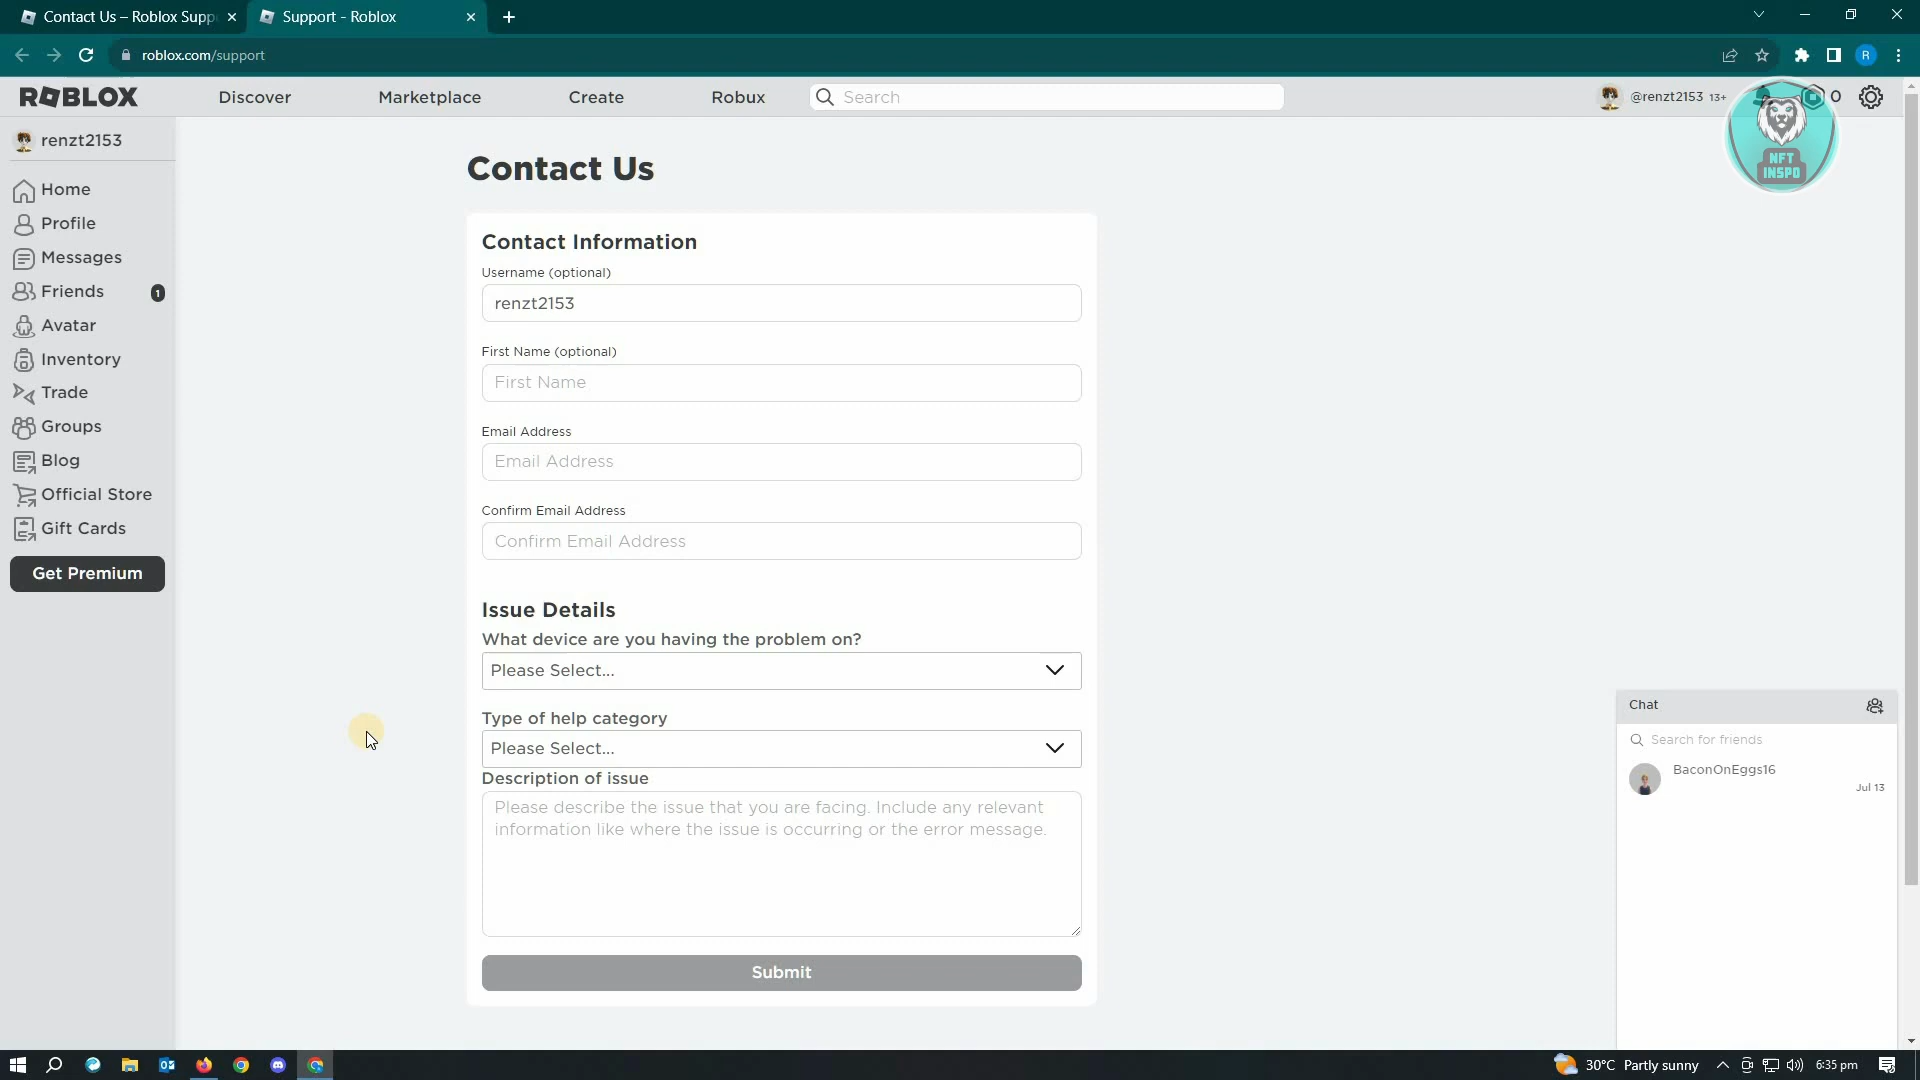 Contact Us – Roblox Supp
Support - Roblox
roblox.com/support
R
ROBLOX
Discover
Marketplace
Create
Robux
Search
@renzt2153 13+
0
NFT
INSPO
renzt2153
Home
Profile
Messages
Friends
1
Avatar
Inventory
Trade
Groups
Blog
Official Store
Gift Cards
Get Premium
Contact Us
Contact Information
Username (optional)
renzt2153
First Name (optional)
First Name
Email Address
Email Address
Confirm Email Address
Confirm Email Address
Issue Details
What device are you having the problem on?
Please Select...
Type of help category
Please Select...
Description of issue
Please describe the issue that you are facing. Include any relevant
information like where the issue is occurring or the error message.
Submit
Chat
Search for friends
BaconOnEggs16
Jul 13
30°C Partly sunny
6:35 pm